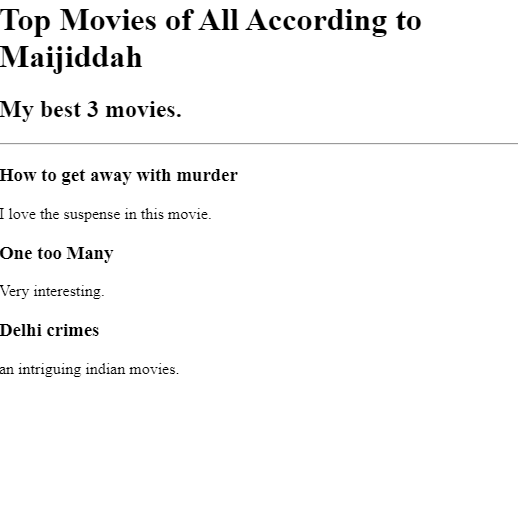 Top Movies of All According to
Maijiddah
My best 3 movies.
How to get away with murder
I love the suspense in this movie.
One too Many
Very interesting.
Delhi crimes
an intriguing indian movies.